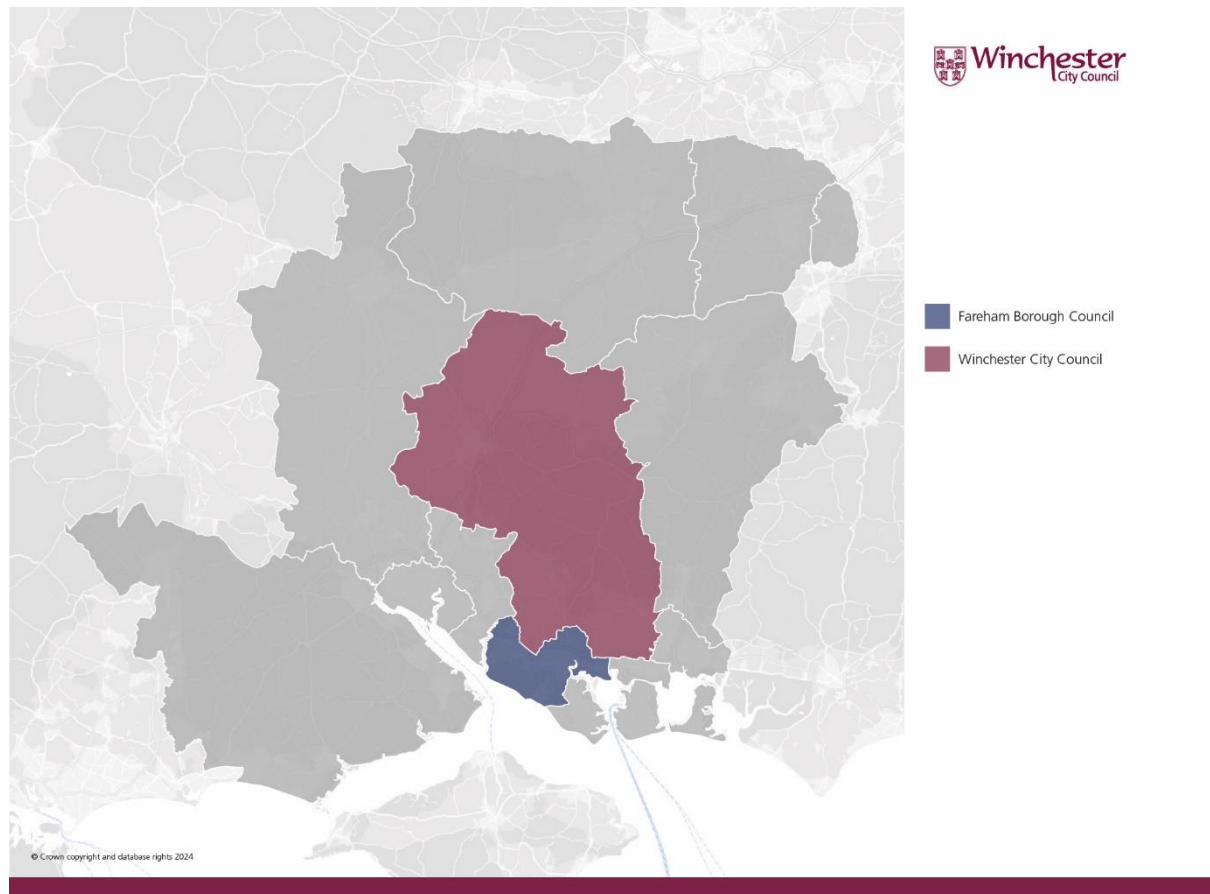 Winchester
City Council
Fareham Borough Council
Winchester City Council
© Crown copyright and database rights 2024